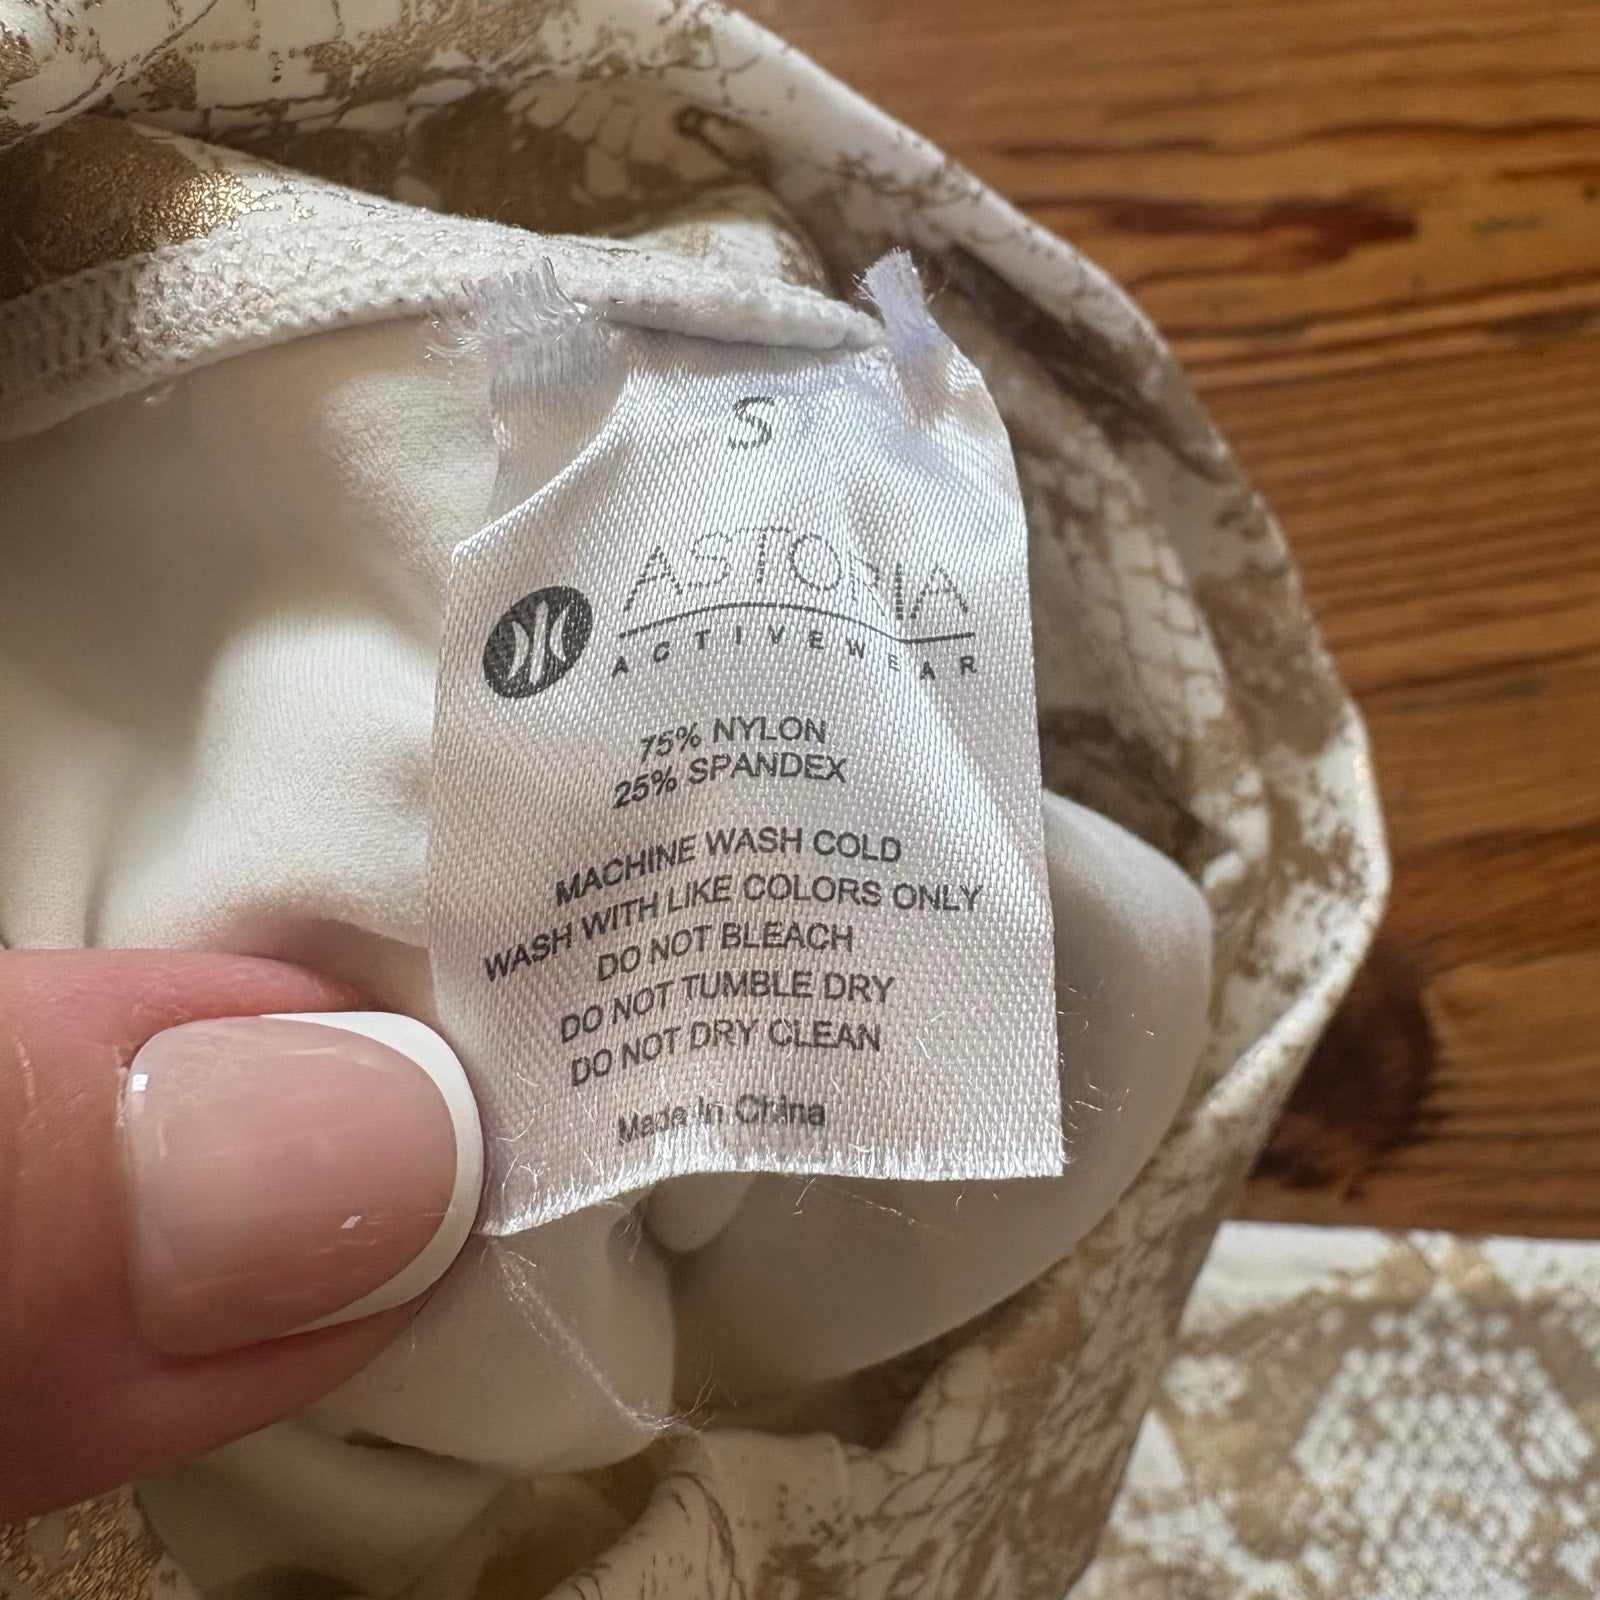 S
ASTORIA
ACTIVEWEAR
75% NYLON
25% SPANDEX
MACHINE WASH COLD
WASH WITH LIKE COLORS ONLY
DO NOT BLEACH
DO NOT TUMBLE DRY
DO NOT DRY CLEAN
Made In China